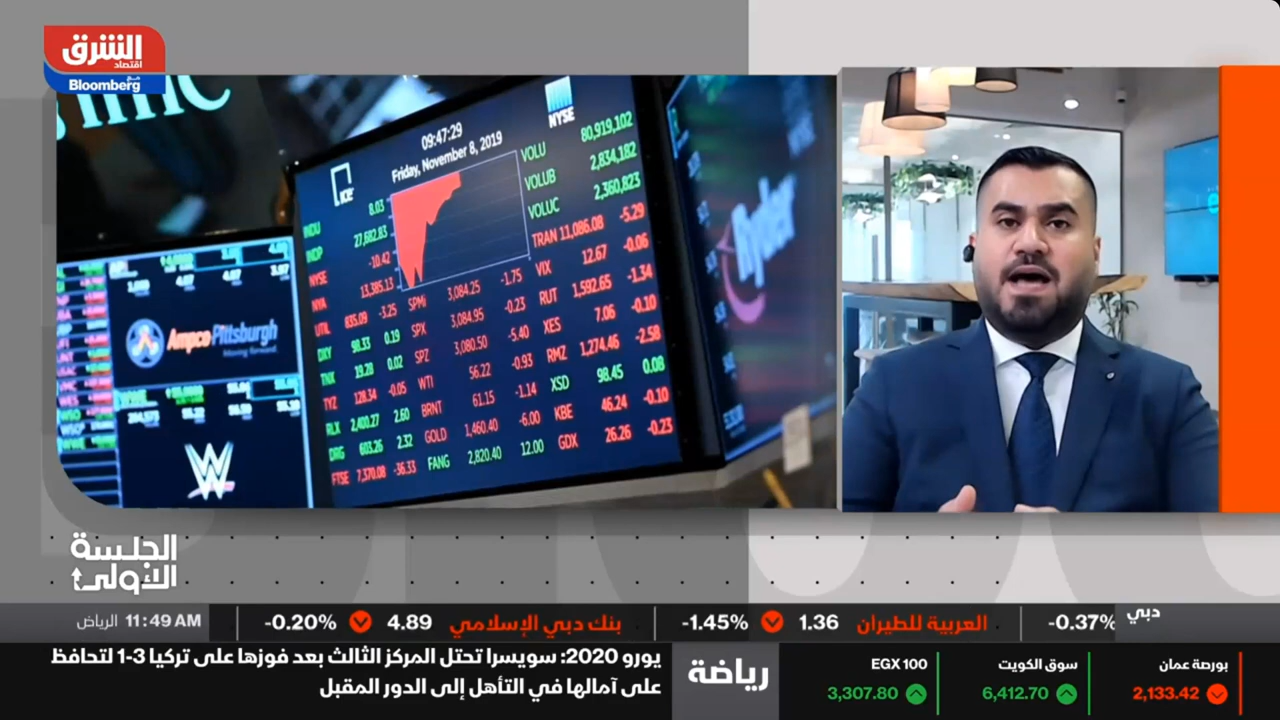 الشرق
اقتصاد
مع
Bloomberg
09:47:29
Friday, November 8, 2019
ICE
NYSE
VOLU 80,919,102
VOLUB 2,834,182
VOLUC 2,360,823
TRAN 11,086.08 -5.29
VIX 12.67 -0.06
RUT 1,592.65 -1.34
XES 7.06 -0.10
RMZ 1,274.46 -2.58
XSD 98.45 0.08
KBE 46.24 -0.10
GDX 26.26 -0.23
INDU 8.03
INDP 27,682.83
NYSE -10.42
NYA 13,385.13
UTIL 835.09 -3.25
DXY 98.33 0.19
TNX 19.28 0.02
TYZ 128.34 -0.05
RLX 2,400.27 2.60
DRG 603.26 2.32
FTSE 7,370.08 -36.33
SPMi 3,084.25 -1.75
SPX 3,084.95 -0.23
SPZ 3,080.50 -5.40
WTI 56.22 -0.93
BRNT 61.15 -1.14
GOLD 1,460.40 -6.00
FANG 2,820.40 12.00
Ryder
Ampco Pittsburgh
Moving forward.
W
الجلسة
الأولى
دبي
-0.37%
العربية للطيران 1.36 -1.45%
بنك دبي الإسلامي 4.89 -0.20%
11:49 AM الرياض
بورصة عمان
2,133.42
سوق الكويت
6,412.70
EGX 100
3,307.80
رياضة
يورو 2020: سويسرا تحتل المركز الثالث بعد فوزها على تركيا 3-1 لتحافظ
على آمالها في التأهل إلى الدور المقبل